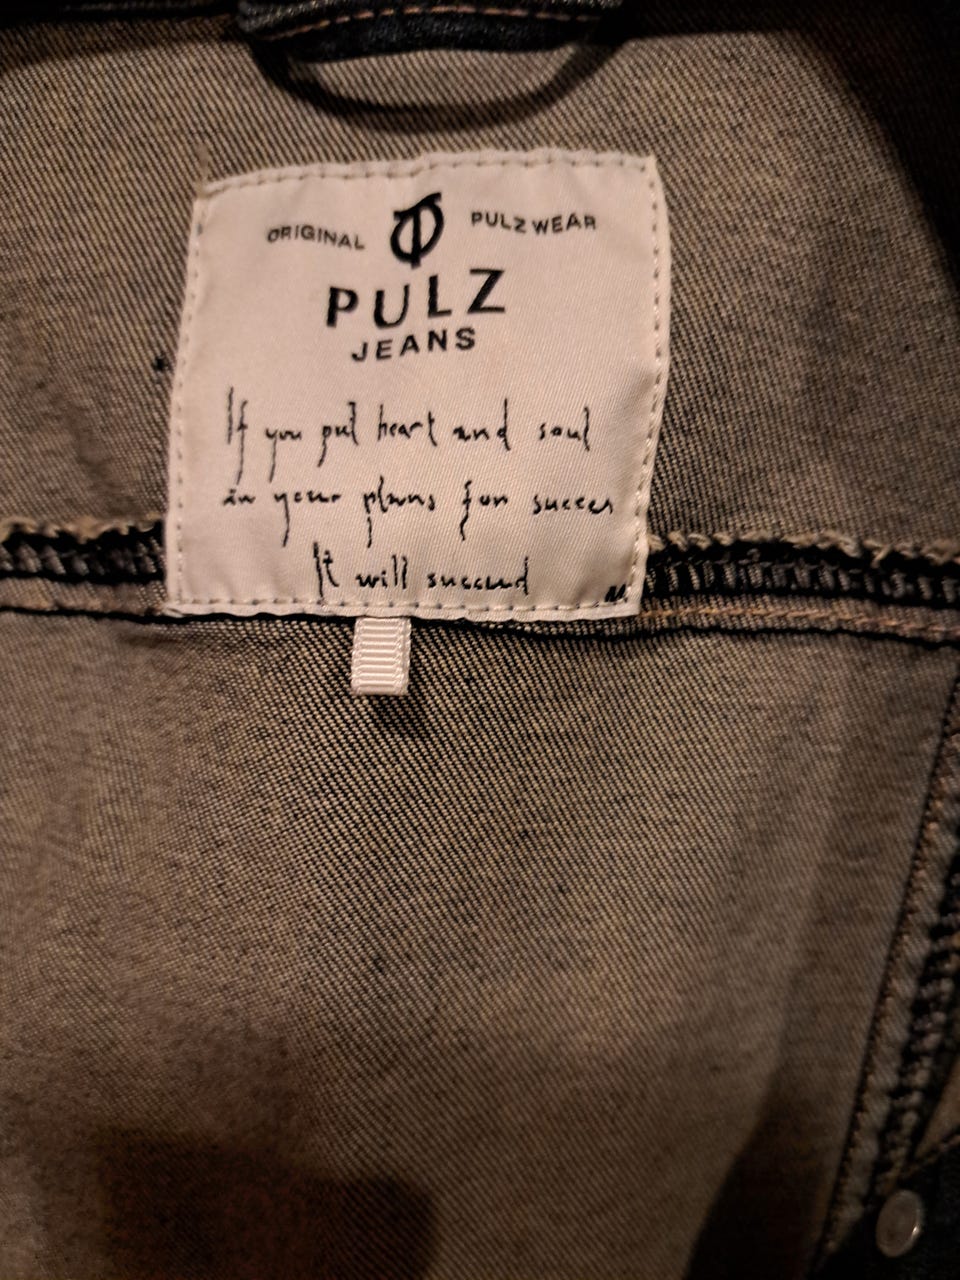 ORIGINAL PULZ WEAR
PULZ
JEANS
If you put heart and soul
in your plans for succes
It will succeed